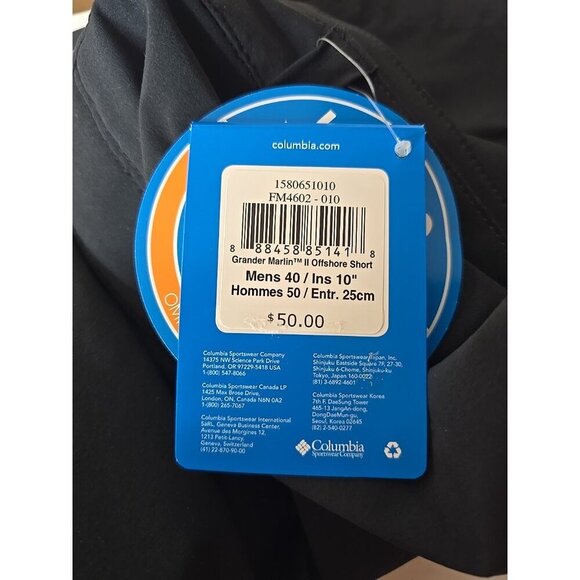 columbia.com
1580651010
FM4602 - 010
8 88458 85141 8
Grander Marlin™ II Offshore Short
Mens 40 / Ins 10"
Hommes 50 / Entr. 25cm
$50.00
Columbia Sportswear Company
14375 NW Science Park Drive
Portland, OR 97229-5418 USA
1-(800) 547-8066
Columbia Sportswear Canada LP
1425 Max Brose Drive,
London, ON, Canada N6N 0A2
1-(800) 265-7067
Columbia Sportswear International
SàRL, Geneva Business Center,
Avenue des Morgines 12,
1213 Petit-Lancy,
Geneva, Switzerland
(41) 22-870-90-00
Columbia Sportswear Japan, Inc.
Shinjuku Eastside Square 7F, 27-30,
Shinjuku 6-Chome, Shinjuku-ku
Tokyo, Japan 160-0022
(81) 3-6892-4601
Columbia Sportswear Korea
7th F. DaeSung Tower
465-13 JangAn-dong,
DongDaeMun-gu,
Seoul, Korea 02645
(82) 2-540-0277
Columbia
Sportswear Company